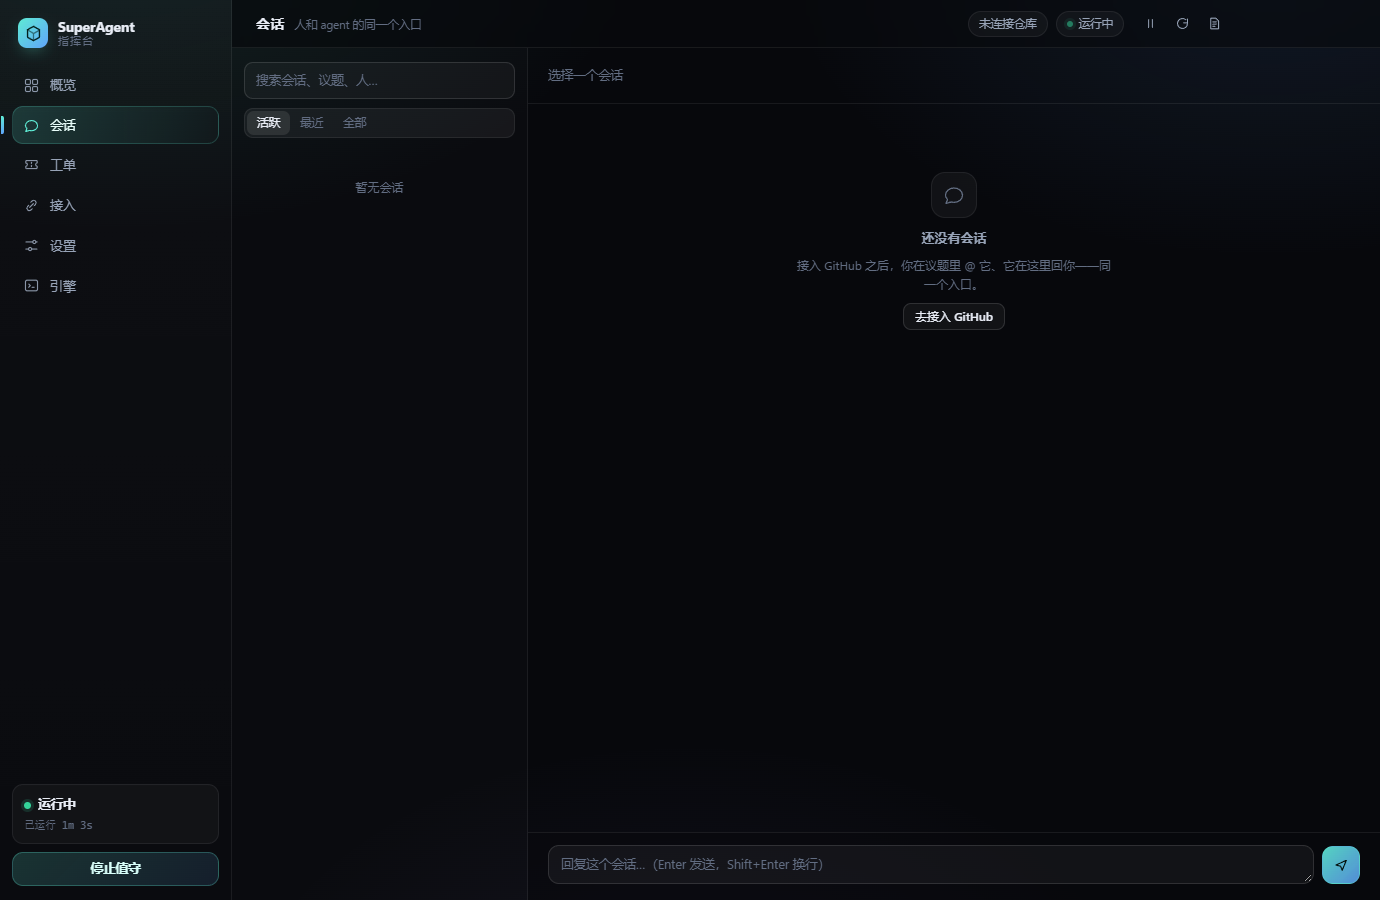 SuperAgent
指挥台
概览
会话
工单
接入
设置
引擎
运行中
已运行 1m 3s
停止值守
会话 人和 agent 的同一个入口
未连接仓库
运行中
搜索会话、议题、人...
活跃 最近 全部
暂无会话
选择一个会话
还没有会话
接入 GitHub 之后，你在议题里 @ 它、它在这里回你——同
一个入口。
去接入 GitHub
回复这个会话...（Enter 发送，Shift+Enter 换行）